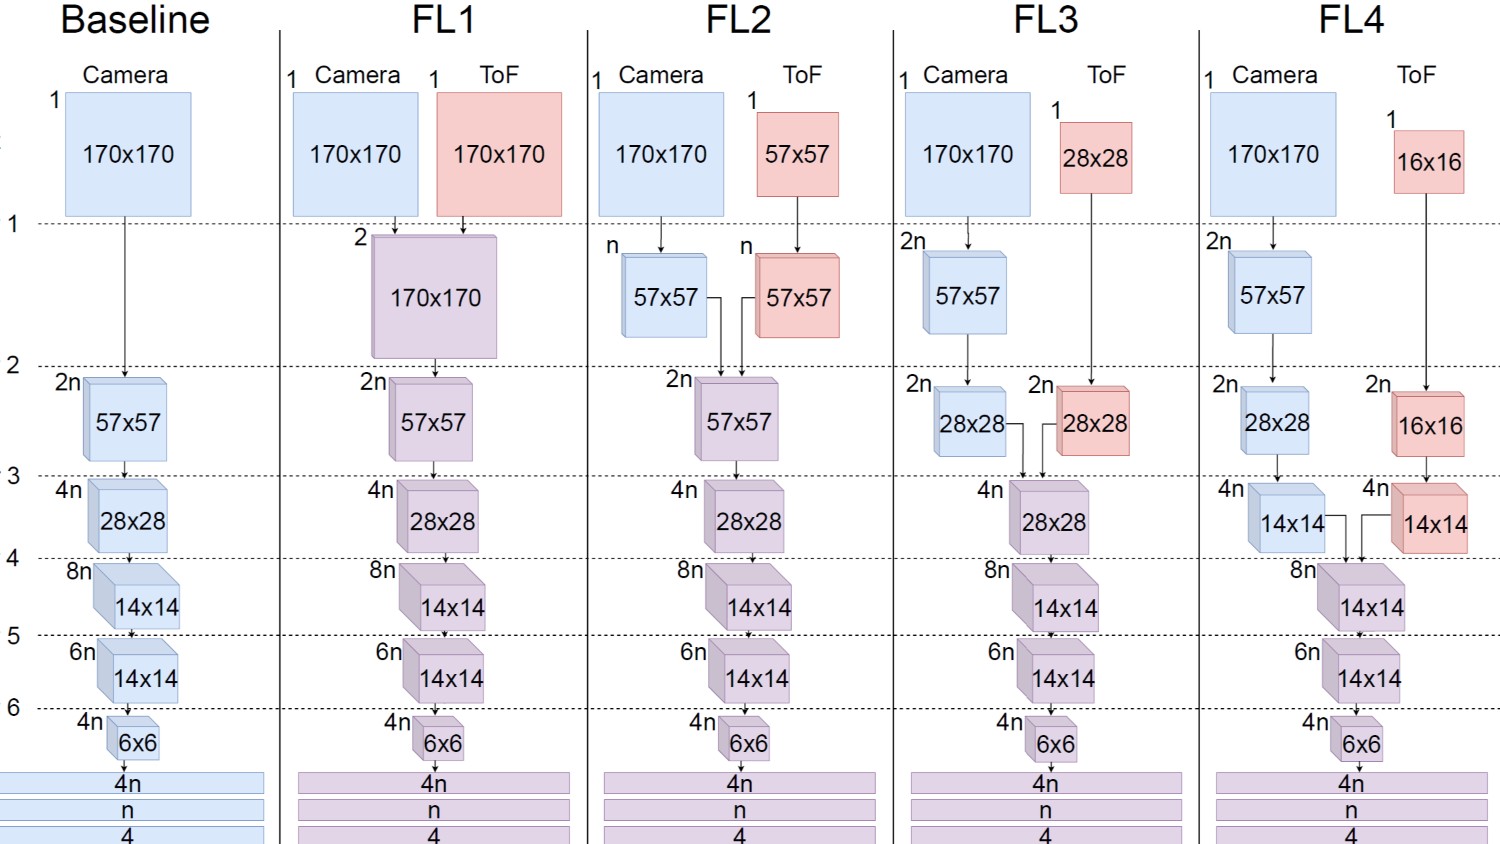 Baseline FL1 FL2 FL3 FL4
Camera Camera ToF Camera ToF Camera ToF Camera ToF
1 1 1 1 1 1 1 1 1
170x170 170x170 170x170 170x170 57x57 170x170 28x28 170x170 16x16
1
2 n n 2n 2n
170x170 57x57 57x57 57x57 57x57
2
2n 2n 2n 2n 2n 2n 2n
57x57 57x57 57x57 28x28 28x28 28x28 16x16
3
4n 4n 4n 4n 4n 4n
28x28 28x28 28x28 28x28 14x14 14x14
4
8n 8n 8n 8n 8n
14x14 14x14 14x14 14x14 14x14
5
6n 6n 6n 6n 6n
14x14 14x14 14x14 14x14 14x14
6
4n 4n 4n 4n 4n
6x6 6x6 6x6 6x6 6x6
4n 4n 4n 4n 4n
n n n n n
4 4 4 4 4